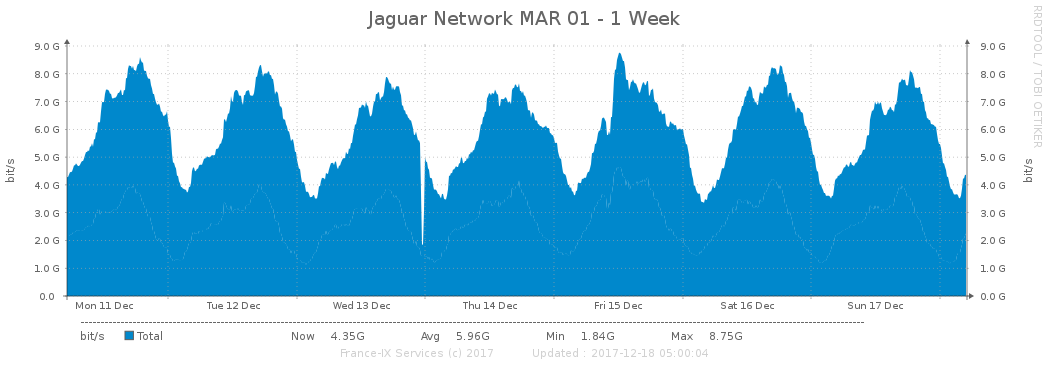 Jaguar Network MAR 01 - 1 Week
RRDTOOL / TOBI OETIKER
9.0 G 9.0 G
8.0 G 8.0 G
7.0 G 7.0 G
6.0 G 6.0 G
5.0 G 5.0 G
4.0 G 4.0 G
3.0 G 3.0 G
2.0 G 2.0 G
1.0 G 1.0 G
0.0 0.0 G
bit/s bit/s
Mon 11 Dec Tue 12 Dec Wed 13 Dec Thu 14 Dec Fri 15 Dec Sat 16 Dec Sun 17 Dec
bit/s Total Now 4.35G Avg 5.96G Min 1.84G Max 8.75G
France-IX Services (c) 2017 Updated : 2017-12-18 05:00:04